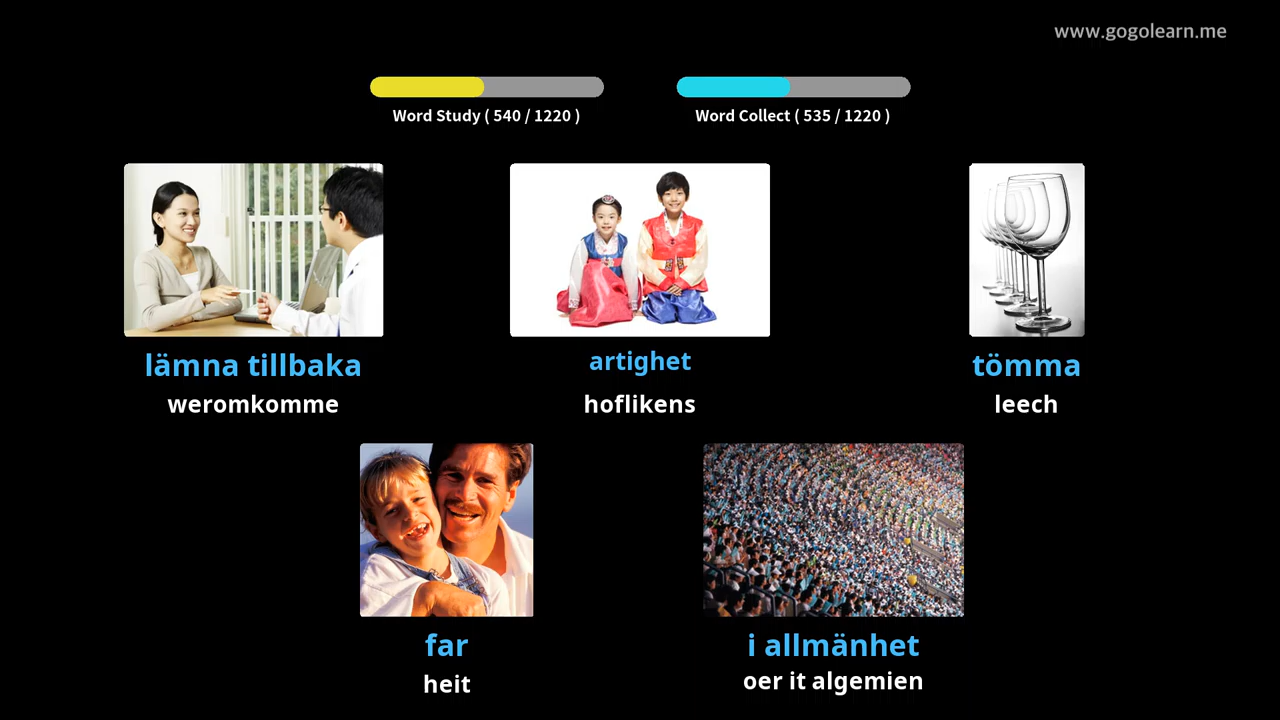 www.gogolearn.me
Word Study ( 540 / 1220 )
Word Collect ( 535 / 1220 )
lämna tillbaka
weromkomme
artighet
hoflikens
tömma
leech
far
heit
i allmänhet
oer it algemien